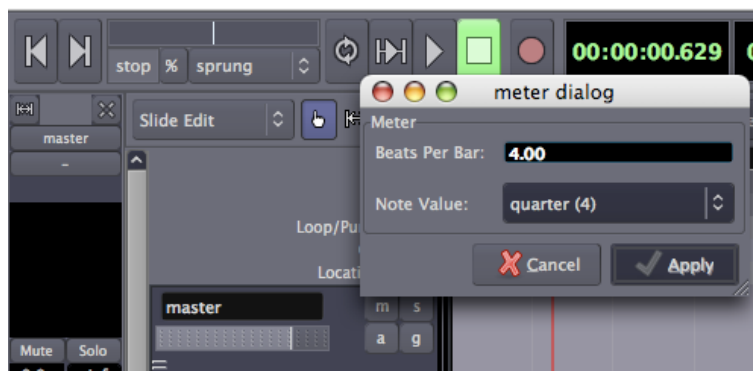 stop % sprung
00:00:00.629
meter dialog
master
-
Slide Edit
Meter
Beats Per Bar: 4.00
Note Value: quarter (4)
Loop/Pu
Locati
Cancel Apply
master
m s
a g
Mute Solo